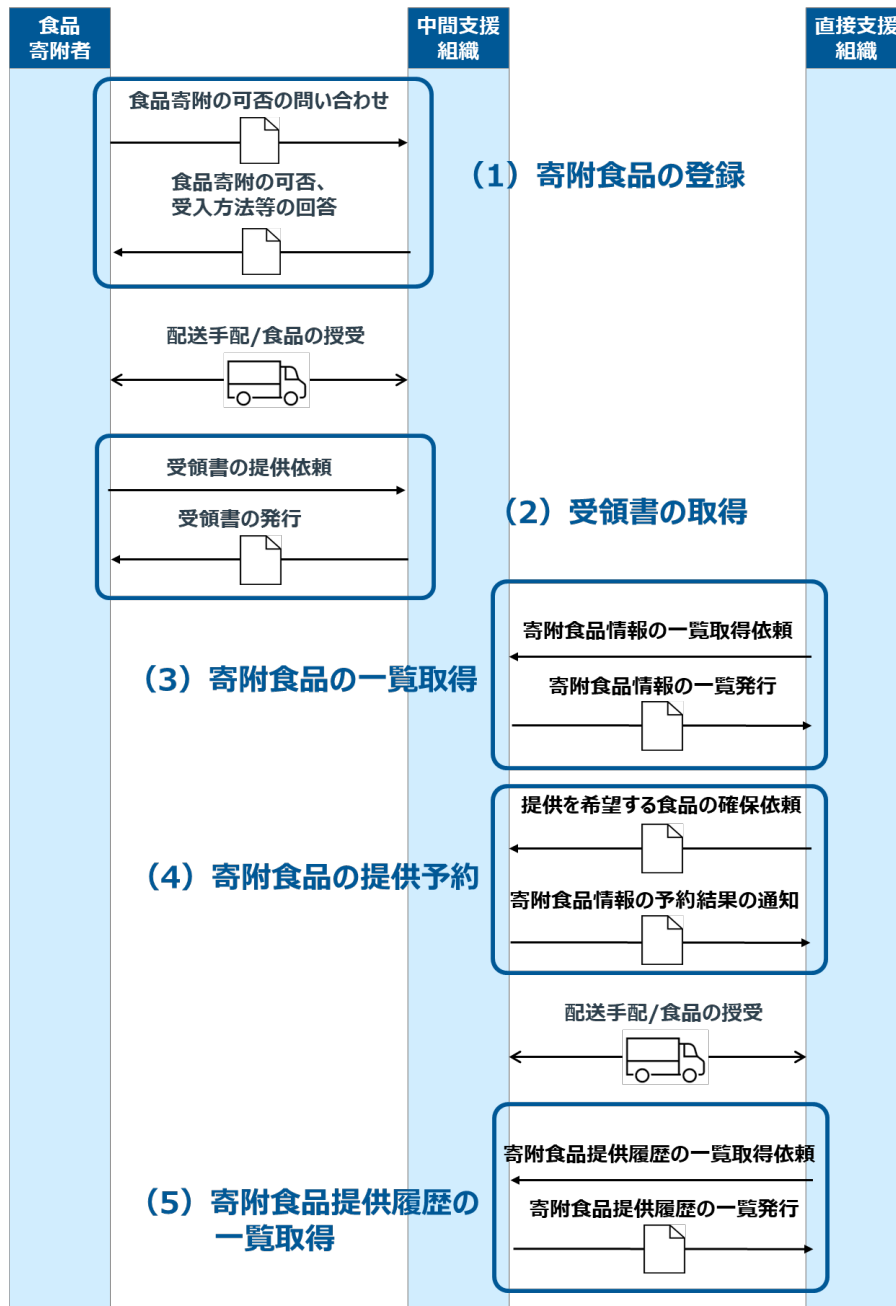 食品
寄附者
中間支援
組織
直接支援
組織
食品寄附の可否の問い合わせ
(1)寄附食品の登録
食品寄附の可否、
受入方法等の回答
配送手配/食品の授受
受領書の提供依頼
(2)受領書の取得
受領書の発行
寄附食品情報の一覧取得依頼
(3)寄附食品の一覧取得
寄附食品情報の一覧発行
提供を希望する食品の確保依頼
(4)寄附食品の提供予約
寄附食品情報の予約結果の通知
配送手配/食品の授受
寄附食品提供履歴の一覧取得依頼
(5)寄附食品提供履歴の
一覧取得
寄附食品提供履歴の一覧発行